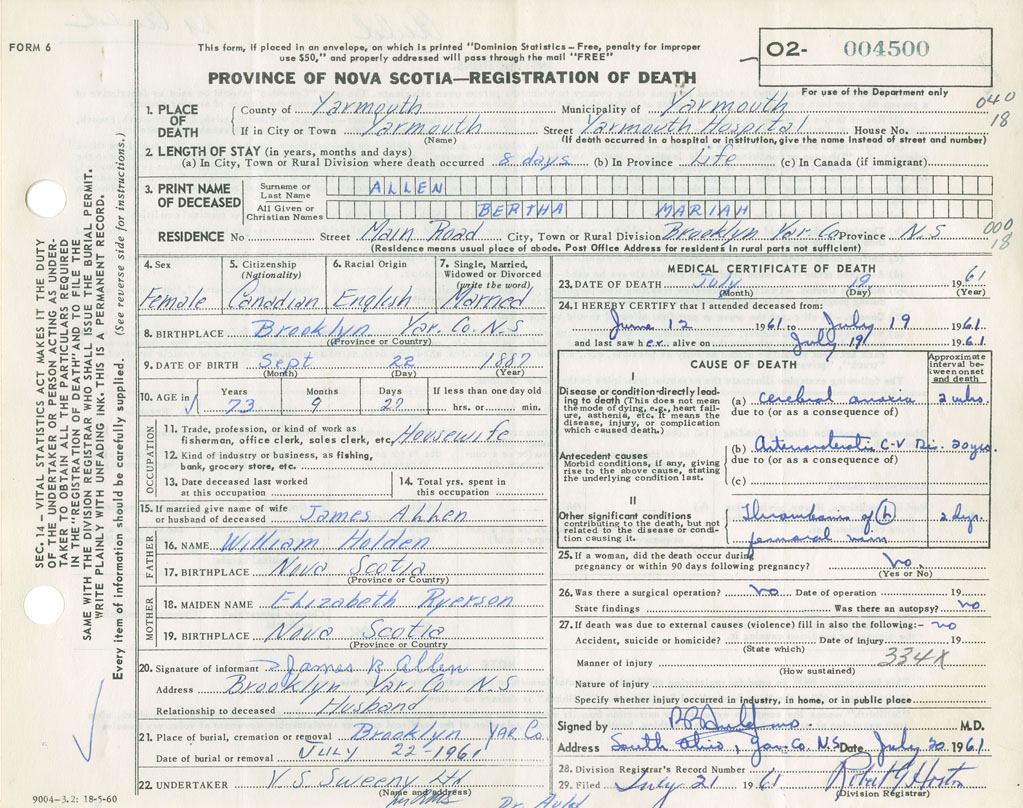 FORM 6
This form, if placed in an envelope, on which is printed "Dominion Statistics – Free, penalty for improper
use $50," and properly addressed will pass through the mail "FREE"
PROVINCE OF NOVA SCOTIA—REGISTRATION OF DEATH
02- 004500
For use of the Department only
040
18
1. PLACE OF DEATH
County of Yarmouth Municipality of Yarmouth
If in City or Town Yarmouth Street Yarmouth Hospital House No.
(Name) (If death occurred in a hospital or institution, give the name instead of street and number)
2. LENGTH OF STAY (in years, months and days)
(a) In City, Town or Rural Division where death occurred 8 days (b) In Province Life (c) In Canada (if immigrant)
3. PRINT NAME OF DECEASED
Surname or Last Name ALLEN
All Given or Christian Names BERTHA MARIAH
RESIDENCE No Street Main Road City, Town or Rural Division Brooklyn Yar. Co Province N.S
(Residence means usual place of abode. Post Office Address for residents in rural parts not sufficient)
000
18
4. Sex Female
5. Citizenship (Nationality) Canadian
6. Racial Origin English
7. Single, Married, Widowed or Divorced (write the word) Married
8. BIRTHPLACE Brooklyn Yar. Co. N.S
(Province or Country)
9. DATE OF BIRTH Sept 22 1887
(Month) (Day) (Year)
10. AGE in Years 73 Months 9 Days 27 If less than one day old hrs. or min.
OCCUPATION
11. Trade, profession, or kind of work as
fisherman, office clerk, sales clerk, etc. Housewife
12. Kind of industry or business, as fishing,
bank, grocery store, etc.
13. Date deceased last worked
at this occupation
14. Total yrs. spent in
this occupation
15. If married give name of wife
or husband of deceased James Allen
FATHER
16. NAME William Holden
17. BIRTHPLACE Nova Scotia
(Province or Country)
MOTHER
18. MAIDEN NAME Elizabeth Ryerson
19. BIRTHPLACE Nova Scotia
(Province or Country
20. Signature of informant James B Allen
Address Brooklyn Yar. Co N.S
Relationship to deceased Husband
21. Place of burial, cremation or removal Brooklyn YAR Co.
Date of burial or removal JULY 22-1961
22. UNDERTAKER V.S Sweeny Ltd
(Name and address)
Dr. Auld
9004–3.2: 18-5-60
MEDICAL CERTIFICATE OF DEATH
23. DATE OF DEATH July 19 1961
(Month) (Day) (Year)
24. I HEREBY CERTIFY that I attended deceased from:
June 12 1961 to July 19 1961
and last saw her alive on July 19 1961
CAUSE OF DEATH
Approximate interval between onset and death
I
Disease or condition directly leading to death (This does not mean
the mode of dying, e.g., heart failure, asthenia, etc. It means the
disease, injury, or complication
which caused death.)
(a) cerebral anoxia 2 wks.
due to (or as a consequence of)
Antecedent causes
Morbid conditions, if any, giving
rise to the above cause, stating
the underlying condition last.
(b) Arteriosclerotic C-V Dis. 20 yrs.
due to (or as a consequence of)
(c)
II
Other significant conditions
contributing to the death, but not
related to the disease or condition causing it.
Thrombosis of (L) 2 dys.
femoral vein
25. If a woman, did the death occur during
pregnancy or within 90 days following pregnancy? No
(Yes or No)
26. Was there a surgical operation? no Date of operation 19
State findings Was there an autopsy? no
27. If death was due to external causes (violence) fill in also the following:- no
Accident, suicide or homicide? Date of injury 19
(State which)
334X
Manner of injury
(How sustained)
Nature of injury
Specify whether injury occurred in industry, in home, or in public place
Signed by M.D.
Address South Ohio, Yar. Co. N.S Date July 20 1961
28. Division Registrar's Record Number
29. Filed July 21 1961 Robert G Horton
(Division Registrar)
SEC. 14 – VITAL STATISTICS ACT MAKES IT THE DUTY
OF THE UNDERTAKER OR PERSON ACTING AS UNDER-
TAKER TO OBTAIN ALL THE PARTICULARS REQUIRED
IN THE "REGISTRATION OF DEATH" AND TO FILE THE
SAME WITH THE DIVISION REGISTRAR WHO SHALL ISSUE THE BURIAL PERMIT.
WRITE PLAINLY WITH UNFADING INK. THIS IS A PERMANENT RECORD.
Every item of information should be carefully supplied. (See reverse side for instructions.)